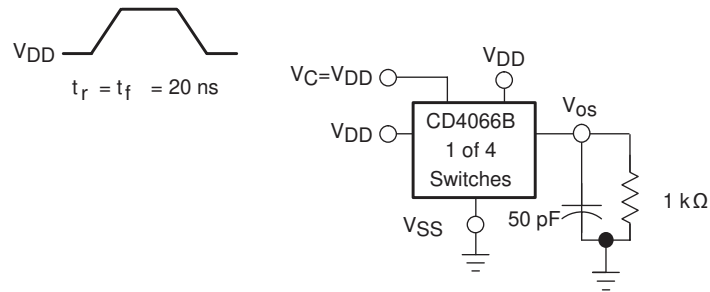 VDD
tr = tf = 20 ns
VDD
VC=VDD
VDD
CD4066B
1 of 4
Switches
Vos
VSS
50 pF
1 kΩ